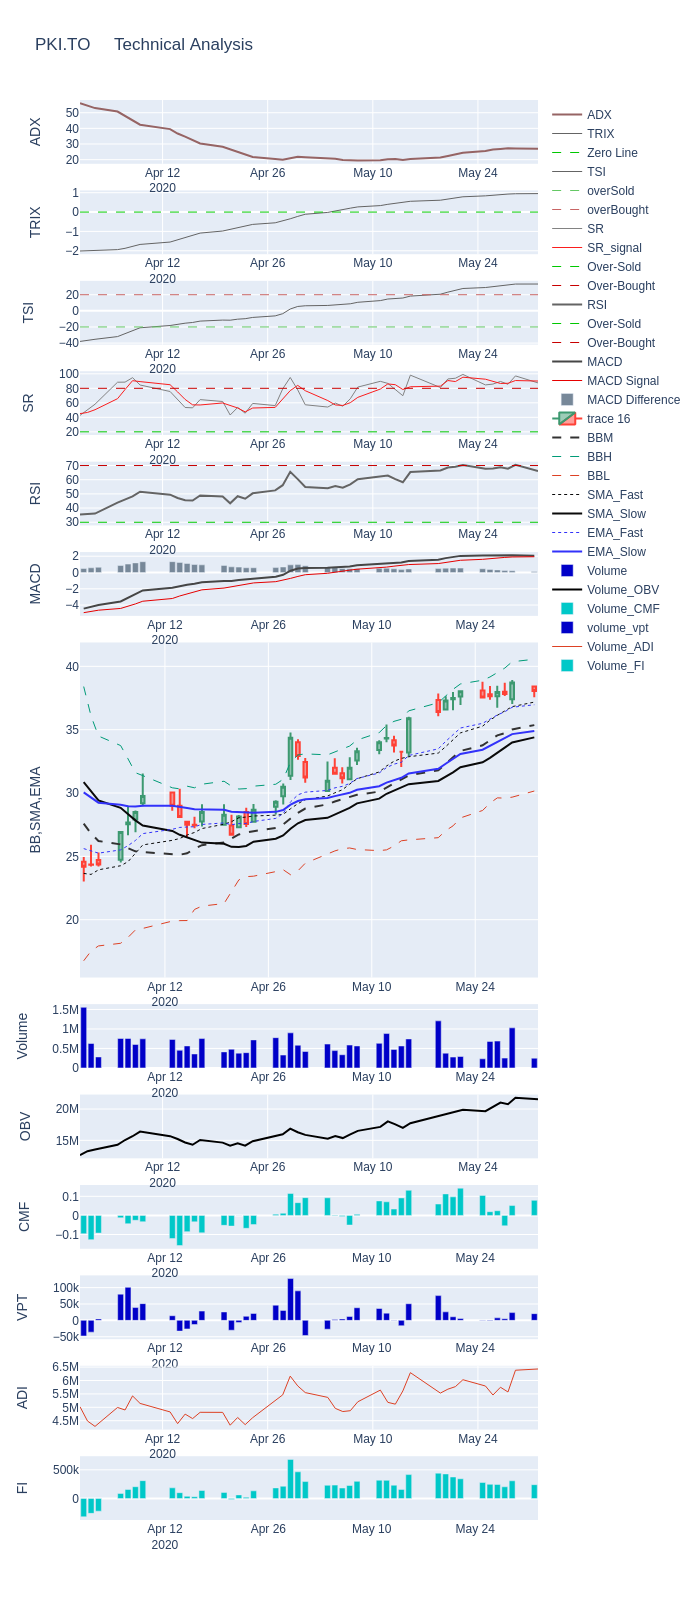 PKI.TO Technical Analysis
ADX
50
40
30
20
Apr 12
2020
Apr 26
May 10
May 24
TRIX
1
0
−1
−2
Apr 12
2020
Apr 26
May 10
May 24
TSI
20
0
−20
−40
Apr 12
2020
Apr 26
May 10
May 24
SR
100
80
60
40
20
Apr 12
2020
Apr 26
May 10
May 24
RSI
70
60
50
40
30
Apr 12
2020
Apr 26
May 10
May 24
MACD
2
0
−2
−4
Apr 12
2020
Apr 26
May 10
May 24
BB,SMA,EMA
40
35
30
25
20
Apr 12
2020
Apr 26
May 10
May 24
Volume
1.5M
1M
0.5M
0
Apr 12
2020
Apr 26
May 10
May 24
OBV
20M
15M
Apr 12
2020
Apr 26
May 10
May 24
CMF
0.1
0
−0.1
Apr 12
2020
Apr 26
May 10
May 24
VPT
100k
50k
0
−50k
Apr 12
2020
Apr 26
May 10
May 24
ADI
6.5M
6M
5.5M
5M
4.5M
Apr 12
2020
Apr 26
May 10
May 24
FI
500k
0
Apr 12
2020
Apr 26
May 10
May 24
ADX
TRIX
Zero Line
TSI
overSold
overBought
SR
SR_signal
Over-Sold
Over-Bought
RSI
Over-Sold
Over-Bought
MACD
MACD Signal
MACD Difference
trace 16
BBM
BBH
BBL
SMA_Fast
SMA_Slow
EMA_Fast
EMA_Slow
Volume
Volume_OBV
Volume_CMF
volume_vpt
Volume_ADI
Volume_FI